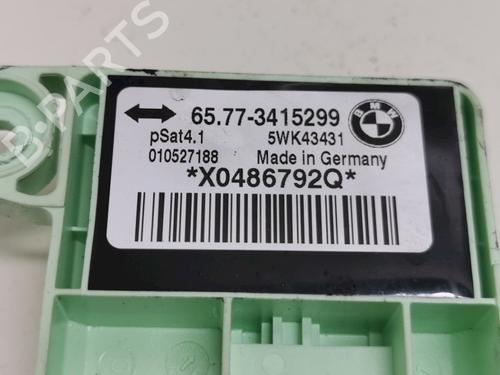 B-PARTS
65.77-3415299
BMW
pSat4.1 5WK43431
010527188 Made in Germany
*X0486792Q*